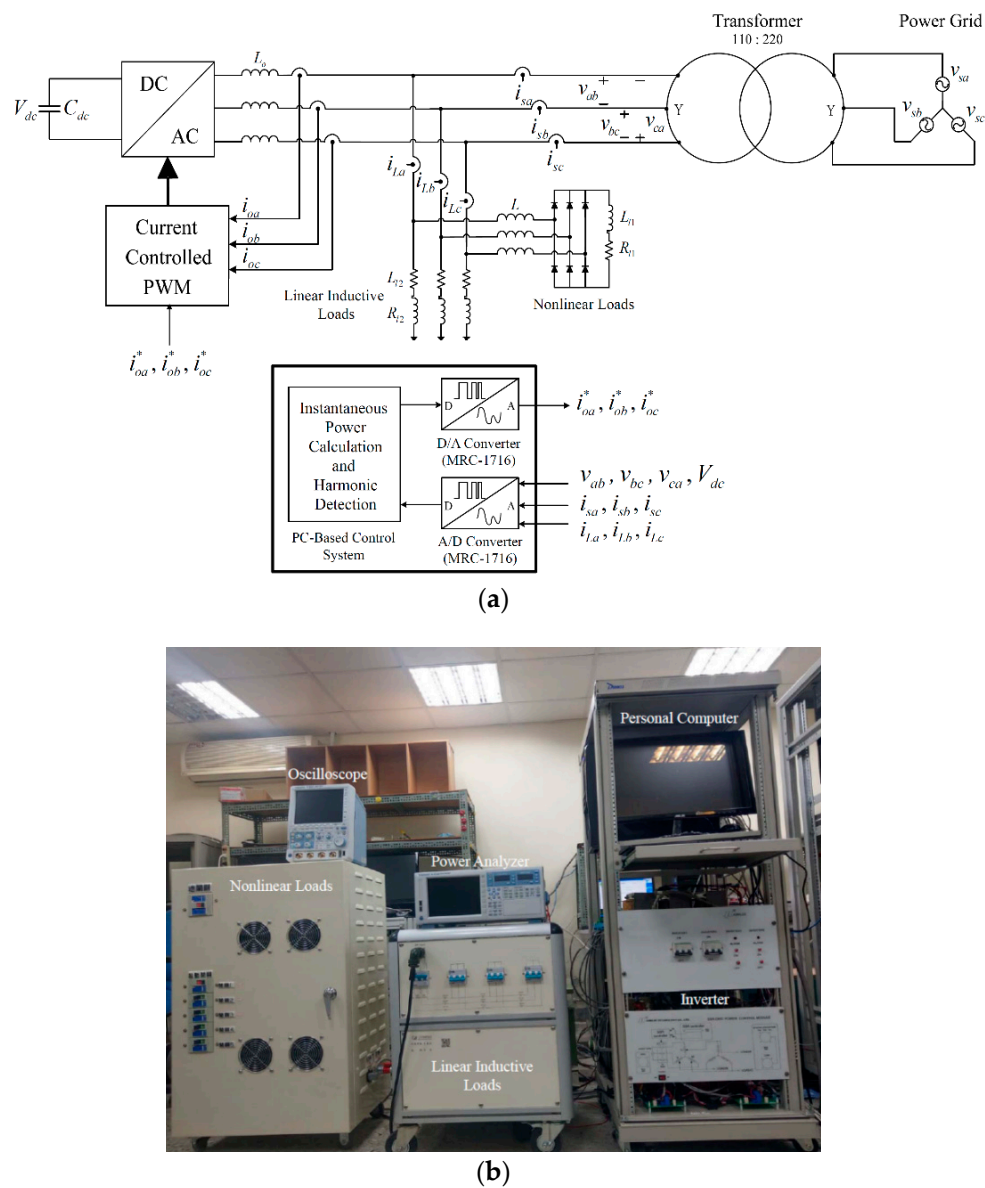 Transformer
110 : 220
Power Grid
L_o
DC
AC
V_dc
C_dc
i_sa
i_sb
i_sc
v_ab
+ −
−
+
v_bc
v_ca
− +
Y
Y
v_sa
v_sb
v_sc
i_La
i_Lb
i_Lc
i_oa
i_ob
i_oc
Current
Controlled
PWM
L
L_l1
R_l1
L_l2
R_l2
Linear Inductive
Loads
Nonlinear Loads
i*_oa, i*_ob, i*_oc
Instantaneous
Power
Calculation
and
Harmonic
Detection
PC-Based Control
System
D
A
D/A Converter
(MRC-1716)
i*_oa, i*_ob, i*_oc
D
A
A/D Converter
(MRC-1716)
v_ab, v_bc, v_ca, V_dc
i_sa, i_sb, i_sc
i_La, i_Lb, i_Lc
(a)
Personal Computer
Oscilloscope
Power Analyzer
Nonlinear Loads
Inverter
Linear Inductive
Loads
(b)